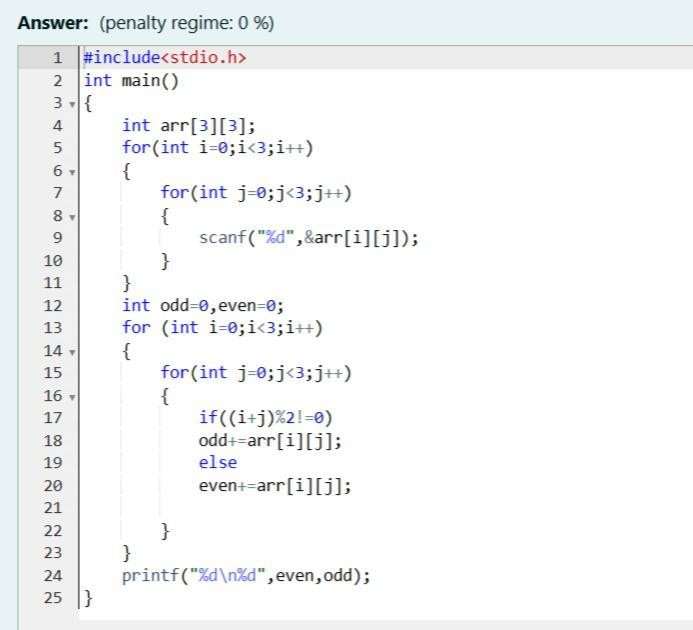 Answer: (penalty regime: 0 %)
1 #include<stdio.h>
2 int main()
3 {
4     int arr[3][3];
5     for(int i=0;i<3;i++)
6     {
7         for(int j=0;j<3;j++)
8         {
9             scanf("%d",&arr[i][j]);
10         }
11     }
12     int odd=0,even=0;
13     for (int i=0;i<3;i++)
14     {
15         for(int j=0;j<3;j++)
16         {
17             if((i+j)%2!=0)
18             odd+=arr[i][j];
19             else
20             even+=arr[i][j];
21
22         }
23     }
24     printf("%d\n%d",even,odd);
25 }